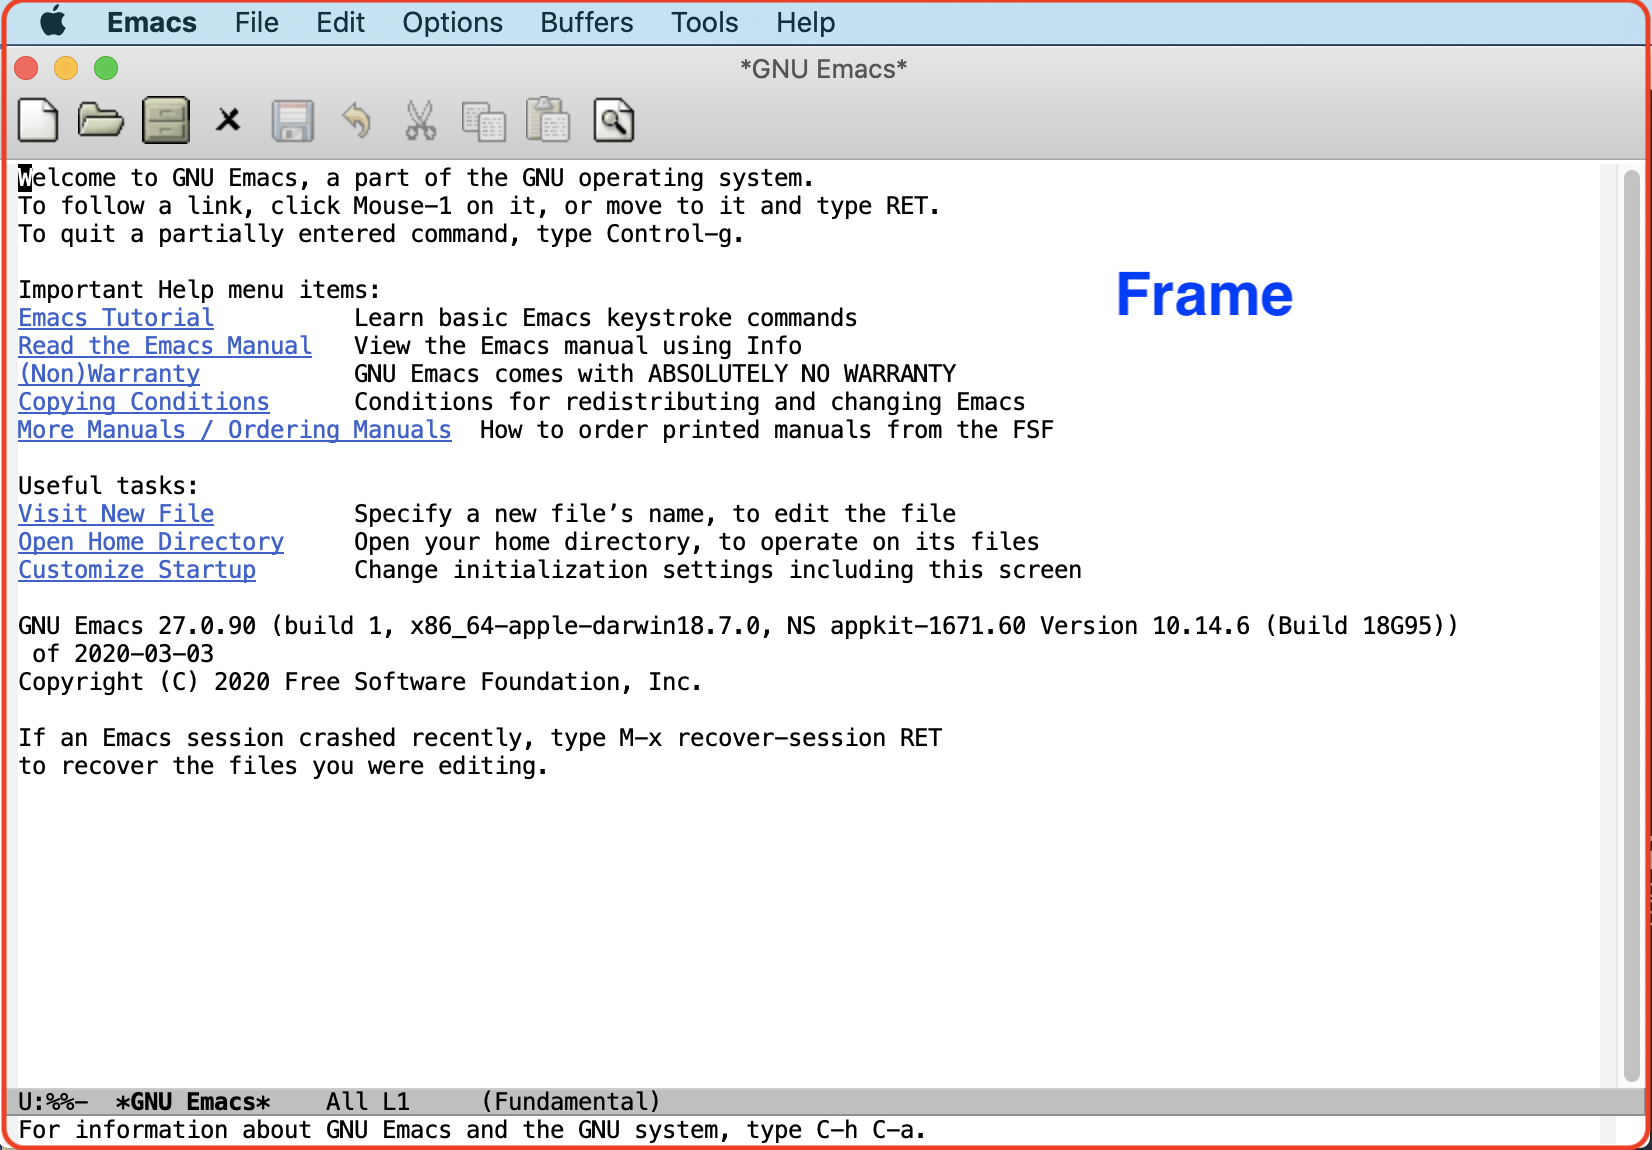 Emacs File Edit Options Buffers Tools Help
*GNU Emacs*
Welcome to GNU Emacs, a part of the GNU operating system.
To follow a link, click Mouse-1 on it, or move to it and type RET.
To quit a partially entered command, type Control-g.
Frame
Important Help menu items:
Emacs Tutorial Learn basic Emacs keystroke commands
Read the Emacs Manual View the Emacs manual using Info
(Non)Warranty GNU Emacs comes with ABSOLUTELY NO WARRANTY
Copying Conditions Conditions for redistributing and changing Emacs
More Manuals / Ordering Manuals How to order printed manuals from the FSF
Useful tasks:
Visit New File Specify a new file’s name, to edit the file
Open Home Directory Open your home directory, to operate on its files
Customize Startup Change initialization settings including this screen
GNU Emacs 27.0.90 (build 1, x86_64-apple-darwin18.7.0, NS appkit-1671.60 Version 10.14.6 (Build 18G95))
of 2020-03-03
Copyright (C) 2020 Free Software Foundation, Inc.
If an Emacs session crashed recently, type M-x recover-session RET
to recover the files you were editing.
U:%%- *GNU Emacs* All L1 (Fundamental)
For information about GNU Emacs and the GNU system, type C-h C-a.